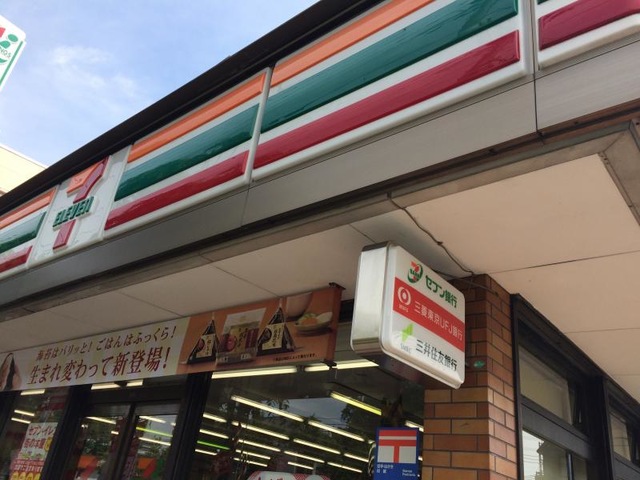 ELEVEN
セブン銀行
三菱東京UFJ銀行
三井住友銀行
海苔はパリッと！ごはんはふっくら！
生まれ変わって新登場！